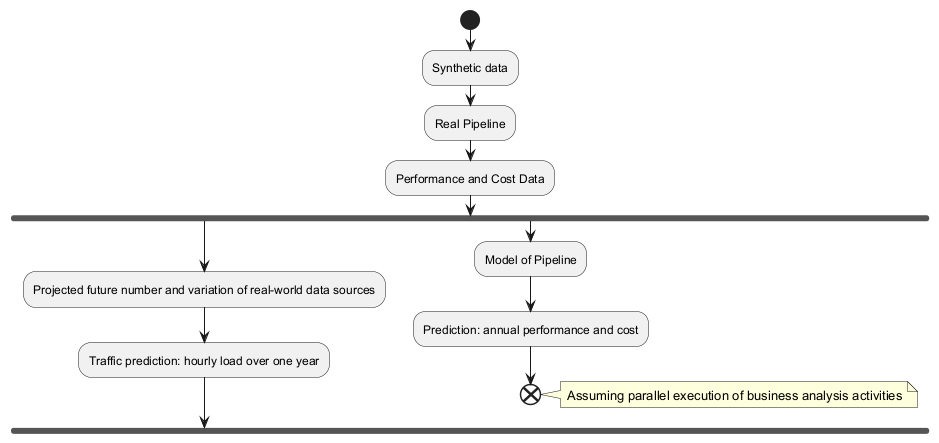 Synthetic data
Real Pipeline
Performance and Cost Data
Model of Pipeline
Projected future number and variation of real-world data sources
Prediction: annual performance and cost
Traffic prediction: hourly load over one year
Assuming parallel execution of business analysis activities